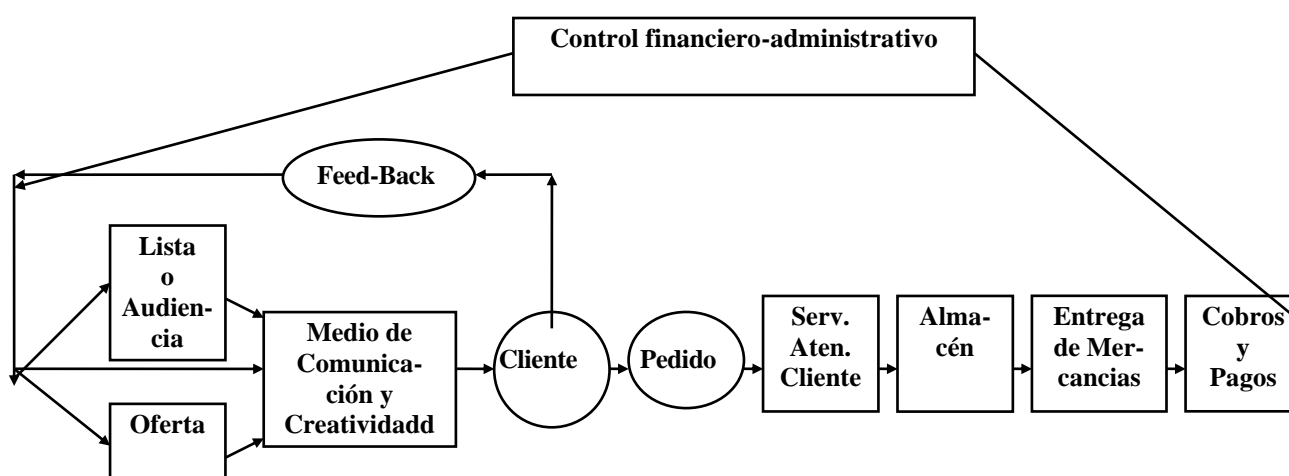 Control financiero-administrativo
Feed-Back
Lista
o
Audien-
cia
Medio de
Comunica-
ción y
Creatividadd
Oferta
Cliente
Pedido
Serv.
Aten.
Cliente
Alma-
cén
Entrega
de Mer-
cancias
Cobros
y
Pagos